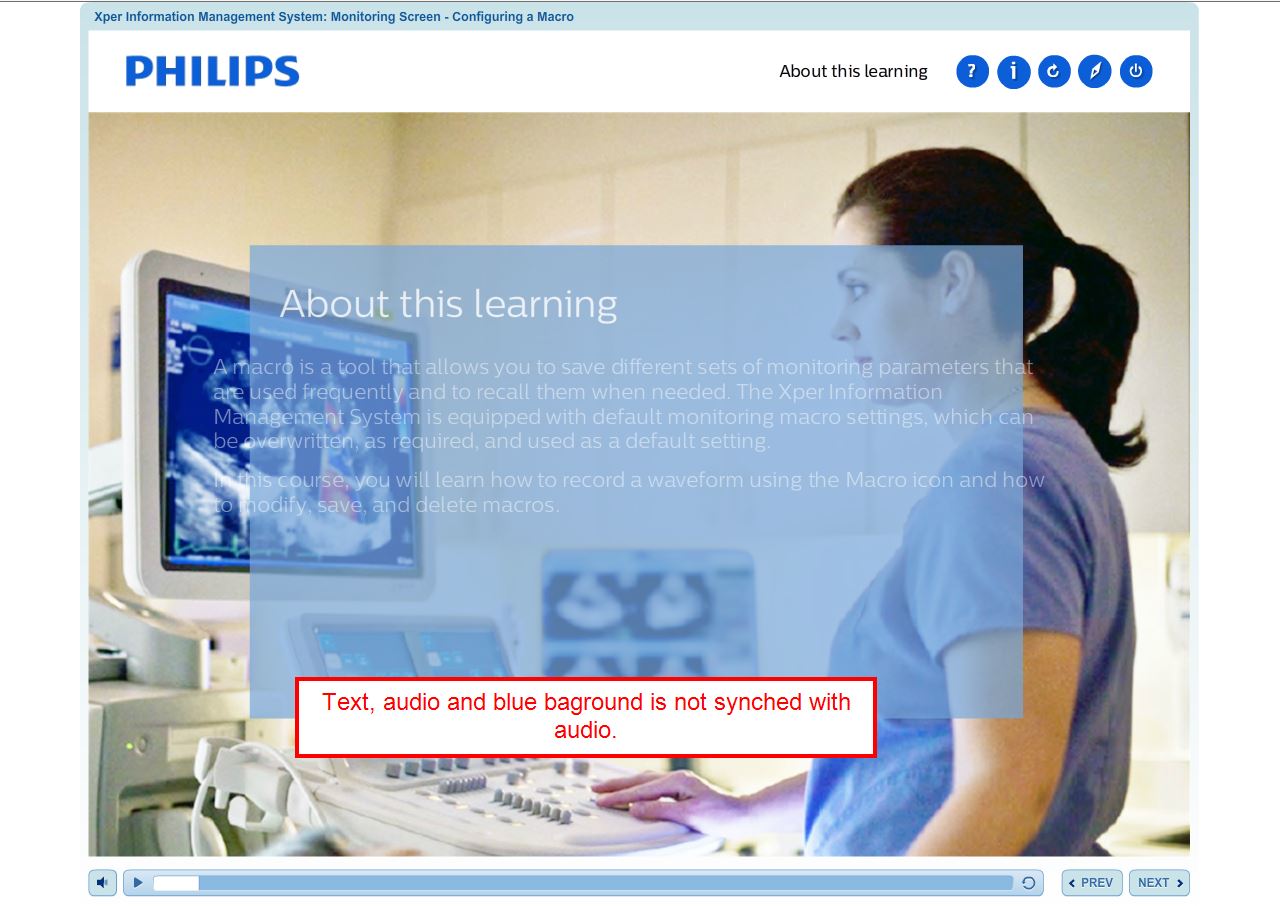 Xper Information Management System: Monitoring Screen - Configuring a Macro
PHILIPS
About this learning
?
i
About this learning
A macro is a tool that allows you to save different sets of monitoring parameters that
are used frequently and to recall them when needed. The Xper Information
Management System is equipped with default monitoring macro settings, which can
be overwritten, as required, and used as a default setting.
In this course, you will learn how to record a waveform using the Macro icon and how
to modify, save, and delete macros.
Text, audio and blue baground is not synched with
audio.
PREV
NEXT